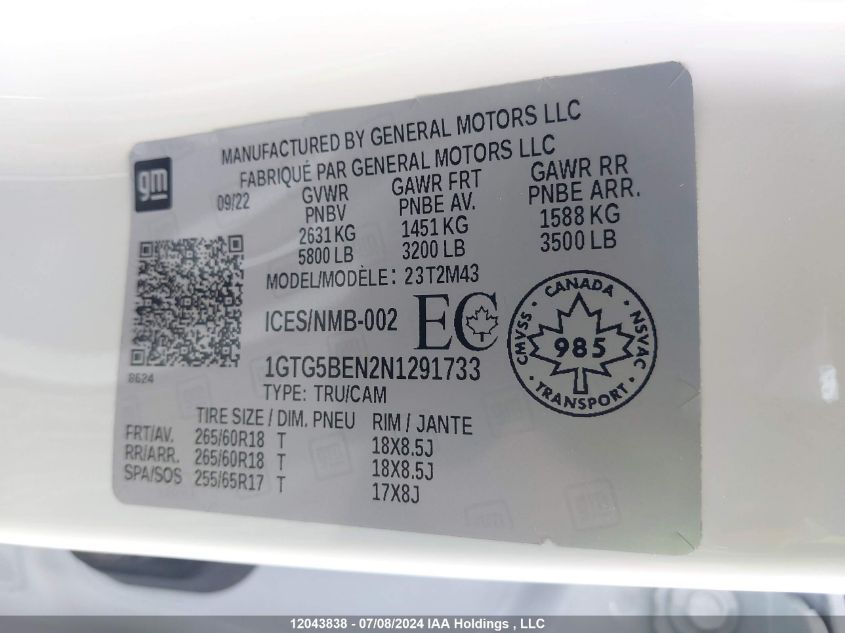 MANUFACTURED BY GENERAL MOTORS LLC
FABRIQUÉ PAR GENERAL MOTORS LLC
gm
09/22
GVWR GAWR FRT GAWR RR
PNBV PNBE AV. PNBE ARR.
2631 KG 1451 KG 1588 KG
5800 LB 3200 LB 3500 LB
MODEL/MODÈLE: 23T2M43
ICES/NMB-002 EC
CANADA
CMVSS NSVAC
985
TRANSPORT
8624
1GTG5BEN2N1291733
TYPE: TRU/CAM
TIRE SIZE / DIM. PNEU RIM / JANTE
FRT/AV. 265/60R18 T 18X8.5J
RR/ARR. 265/60R18 T 18X8.5J
SPA/SOS 255/65R17 T 17X8J
12043838 - 07/08/2024 IAA Holdings , LLC